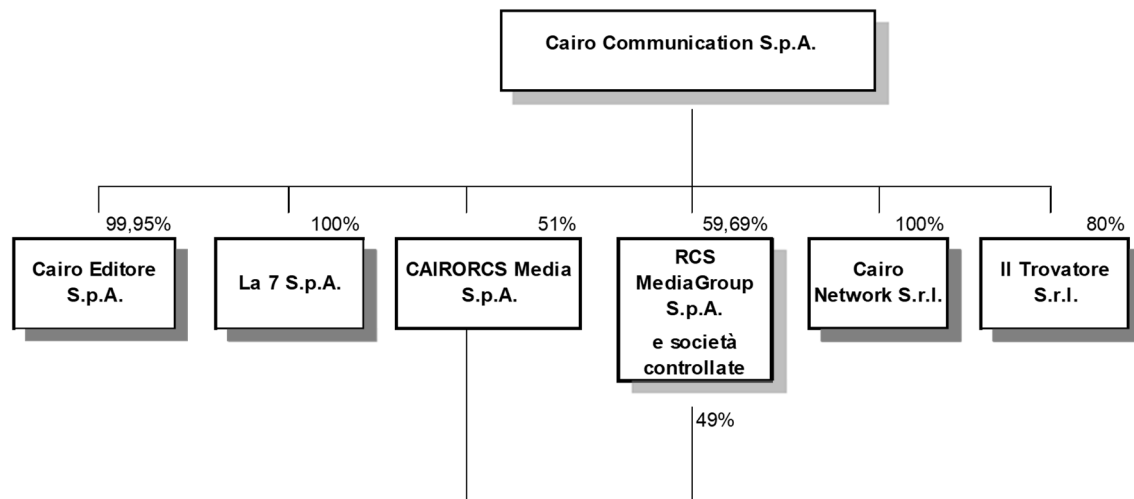 Cairo Communication S.p.A.
99,95%
100%
51%
59,69%
100%
80%
Cairo Editore
S.p.A.
La 7 S.p.A.
CAIRORCS Media
S.p.A.
RCS
MediaGroup
S.p.A.
e società
controllate
Cairo
Network S.r.l.
Il Trovatore
S.r.l.
49%